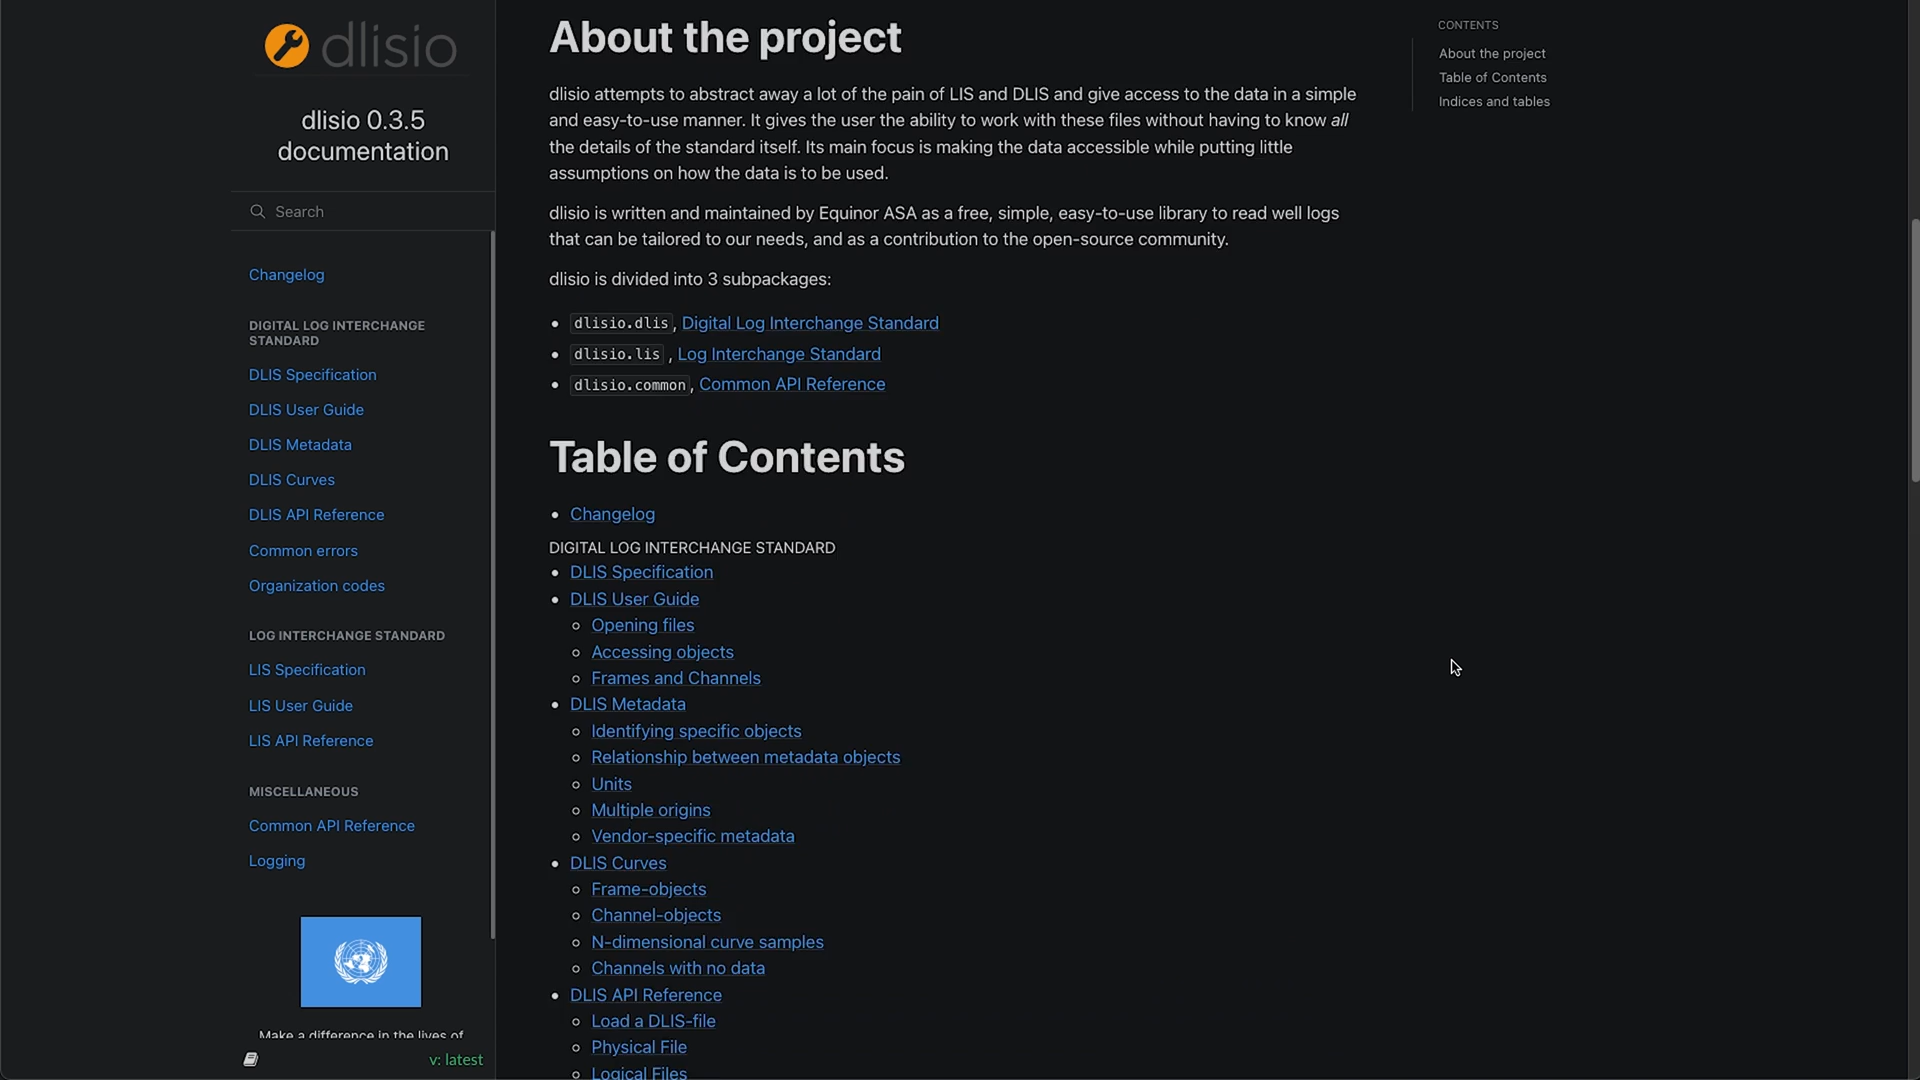 dlisio
dlisio 0.3.5
documentation
Search
Changelog
DIGITAL LOG INTERCHANGE
STANDARD
DLIS Specification
DLIS User Guide
DLIS Metadata
DLIS Curves
DLIS API Reference
Common errors
Organization codes
LOG INTERCHANGE STANDARD
LIS Specification
LIS User Guide
LIS API Reference
MISCELLANEOUS
Common API Reference
Logging
Make a difference in the lives of
v: latest
About the project
dlisio attempts to abstract away a lot of the pain of LIS and DLIS and give access to the data in a simple
and easy-to-use manner. It gives the user the ability to work with these files without having to know all
the details of the standard itself. Its main focus is making the data accessible while putting little
assumptions on how the data is to be used.
dlisio is written and maintained by Equinor ASA as a free, simple, easy-to-use library to read well logs
that can be tailored to our needs, and as a contribution to the open-source community.
dlisio is divided into 3 subpackages:
• dlisio.dlis, Digital Log Interchange Standard
• dlisio.lis , Log Interchange Standard
• dlisio.common, Common API Reference
Table of Contents
• Changelog
DIGITAL LOG INTERCHANGE STANDARD
• DLIS Specification
• DLIS User Guide
◦ Opening files
◦ Accessing objects
◦ Frames and Channels
• DLIS Metadata
◦ Identifying specific objects
◦ Relationship between metadata objects
◦ Units
◦ Multiple origins
◦ Vendor-specific metadata
• DLIS Curves
◦ Frame-objects
◦ Channel-objects
◦ N-dimensional curve samples
◦ Channels with no data
• DLIS API Reference
◦ Load a DLIS-file
◦ Physical File
◦ Logical Files
CONTENTS
About the project
Table of Contents
Indices and tables